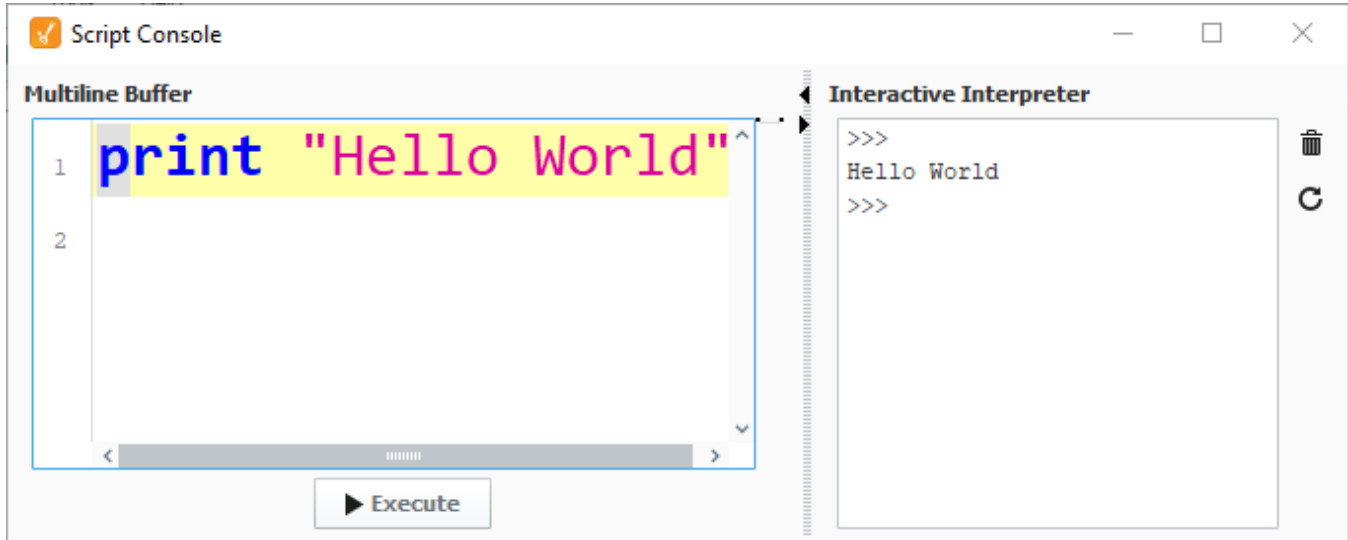 Script Console
Multiline Buffer
1 print "Hello World"
2
Execute
Interactive Interpreter
>>>
Hello World
>>>